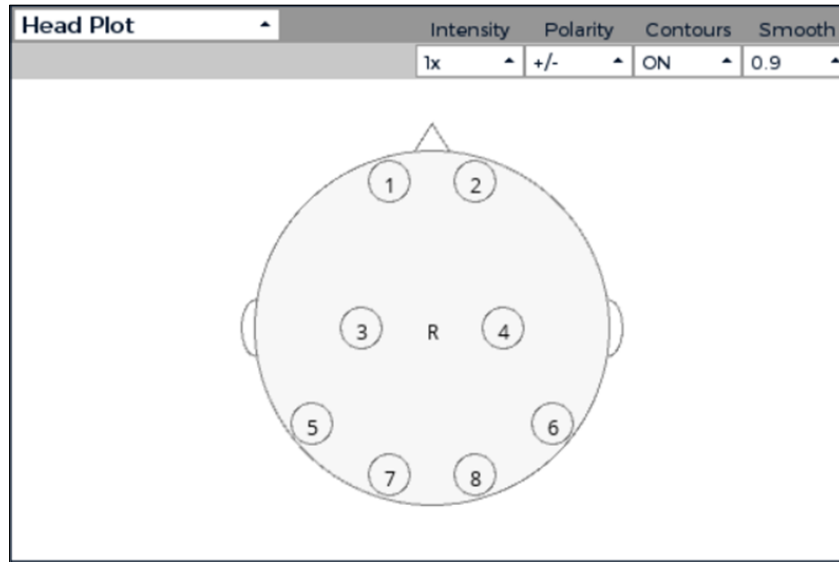 Head Plot
Intensity Polarity Contours Smooth
1x +/- ON 0.9
1 2
3 R 4
5 6
7 8